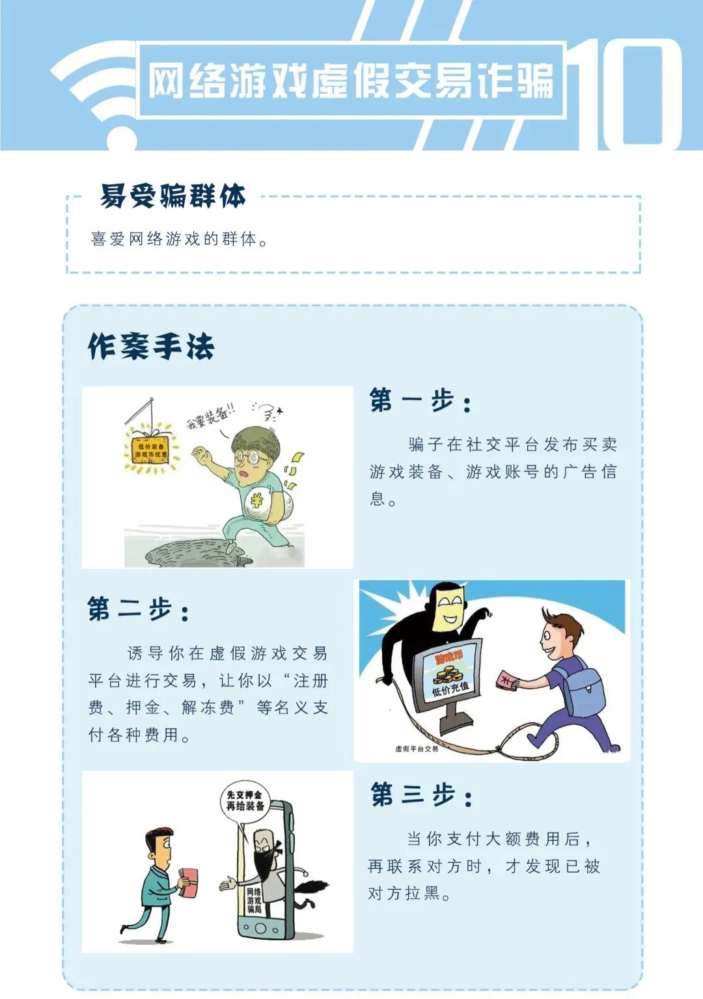 网络游戏虚假交易诈骗
10
易受骗群体
喜爱网络游戏的群体。
作案手法
我要装备!!
低价装备
游戏币优惠
¥
第一步:
骗子在社交平台发布买卖
游戏装备、游戏账号的广告信
息。
第二步:
诱导你在虚假游戏交易
平台进行交易，让你以“注册
费、押金、解冻费”等名义支
付各种费用。
游戏币
低价充值
虚假平台交易
先交押金
再给装备
网络
游戏
骗局
第三步:
当你支付大额费用后，
再联系对方时，才发现已被
对方拉黑。